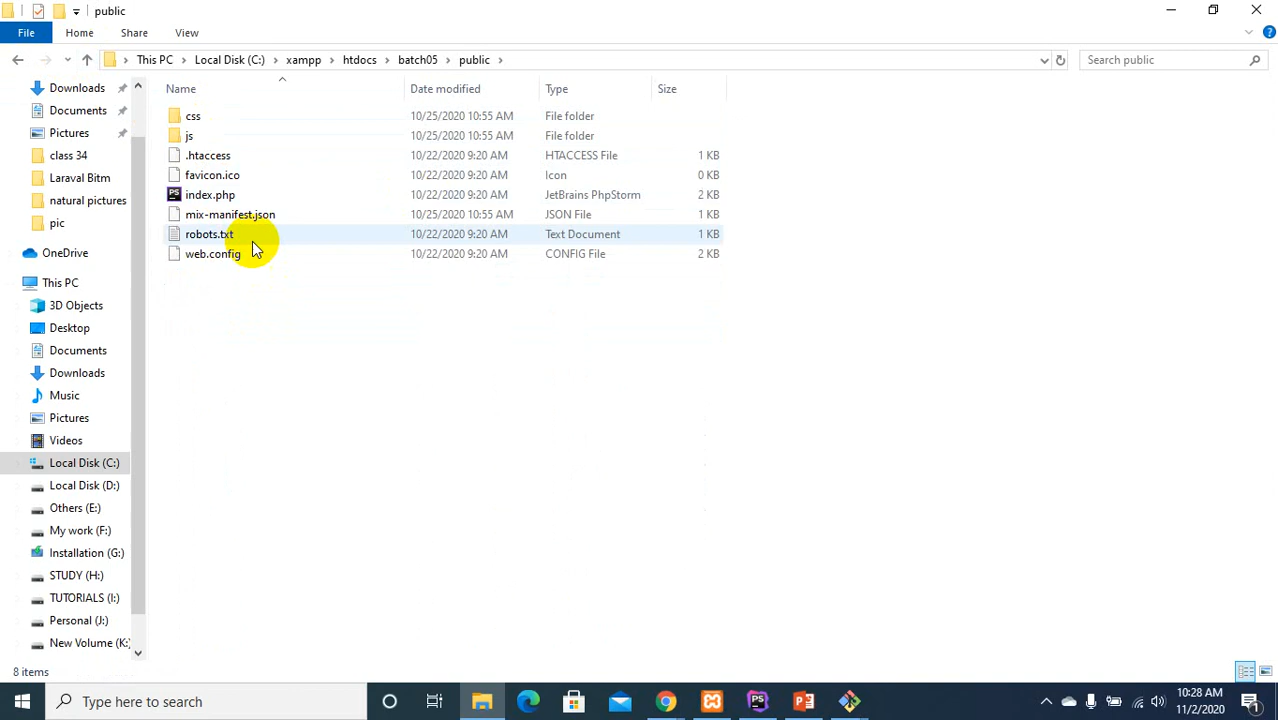 public
File Home Share View
This PC Local Disk (C:) xampp htdocs batch05 public Search public
Name Date modified Type Size
css 10/25/2020 10:55 AM File folder
js 10/25/2020 10:55 AM File folder
.htaccess 10/22/2020 9:20 AM HTACCESS File 1 KB
favicon.ico 10/22/2020 9:20 AM Icon
index.php 10/22/2020 9:20 AM JetBrains PhpStorm 2 KB
mix-manifest.json 10/25/2020 10:55 AM JSON File 1 KB
robots.txt 10/22/2020 9:20 AM Text Document 1 KB
web.config 10/22/2020 9:20 AM CONFIG File 2 KB
Downloads
Documents
Pictures
class 34
Laraval Bitm
natural pictures
pic
OneDrive
This PC
3D Objects
Desktop
Documents
Downloads
Music
Pictures
Videos
Local Disk (C:)
Local Disk (D:)
Others (E:)
My work (F:)
Installation (G:)
STUDY (H:)
TUTORIALS (I:)
Personal (J:)
New Volume (K:)
8 items
Type here to search
10:28 AM
11/2/2020
1